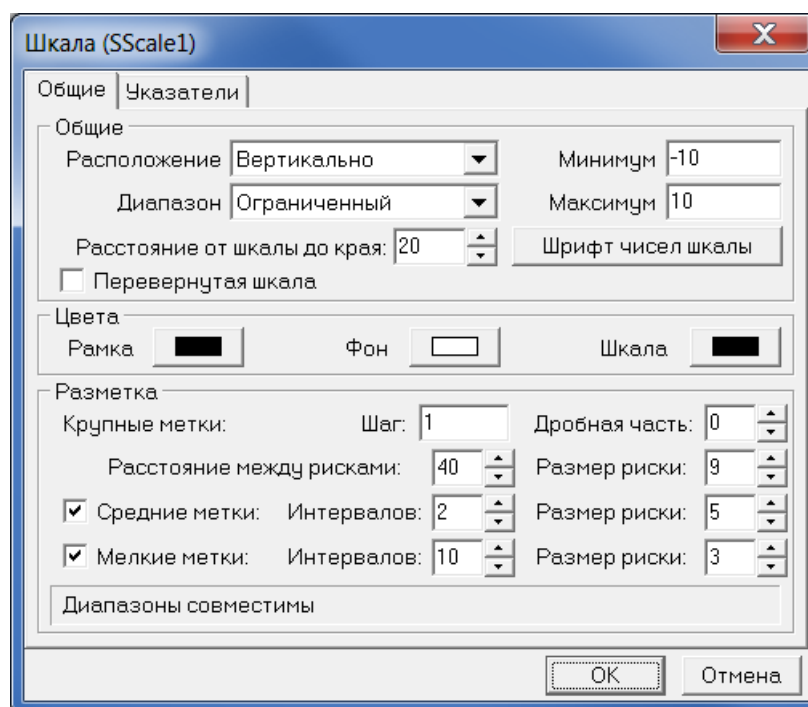 Шкала (SScale1)
Общие Указатели
Общие
Расположение Вертикально Минимум -10
Диапазон Ограниченный Максимум 10
Расстояние от шкалы до края: 20 Шрифт чисел шкалы
Перевернутая шкала
Цвета
Рамка Фон Шкала
Разметка
Крупные метки: Шаг: 1 Дробная часть: 0
Расстояние между рисками: 40 Размер риски: 9
Средние метки: Интервалов: 2 Размер риски: 5
Мелкие метки: Интервалов: 10 Размер риски: 3
Диапазоны совместимы
OK Отмена